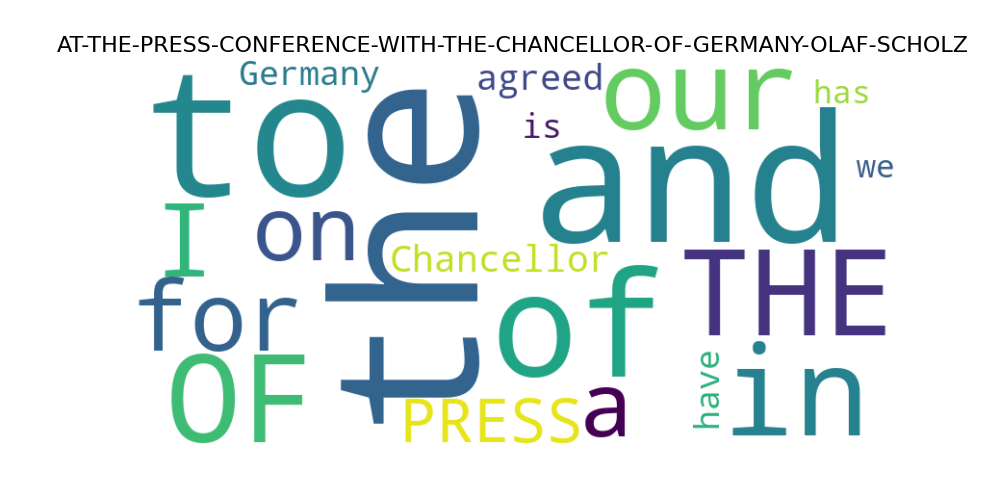 AT-THE-PRESS-CONFERENCE-WITH-THE-CHANCELLOR-OF-GERMANY-OLAF-SCHOLZ
Germany
agreed
our
has
to
the
is
and
we
I
on
Chancellor
THE
for
of
OF
PRESS
a
have
in